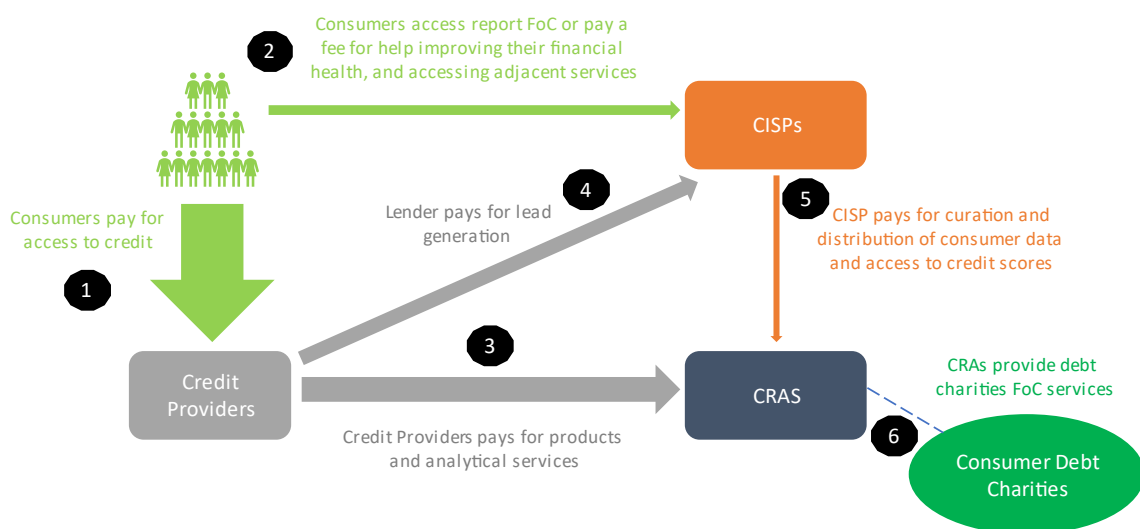 2
Consumers access report FoC or pay a
fee for help improving their financial
health, and accessing adjacent services
CISPs
4
5
Consumers pay for
access to credit
Lender pays for lead
generation
CISP pays for curation and
distribution of consumer data
and access to credit scores
1
3
Credit
Providers
CRAS
CRAs provide debt
charities FoC services
Credit Providers pays for products
and analytical services
6
Consumer Debt
Charities